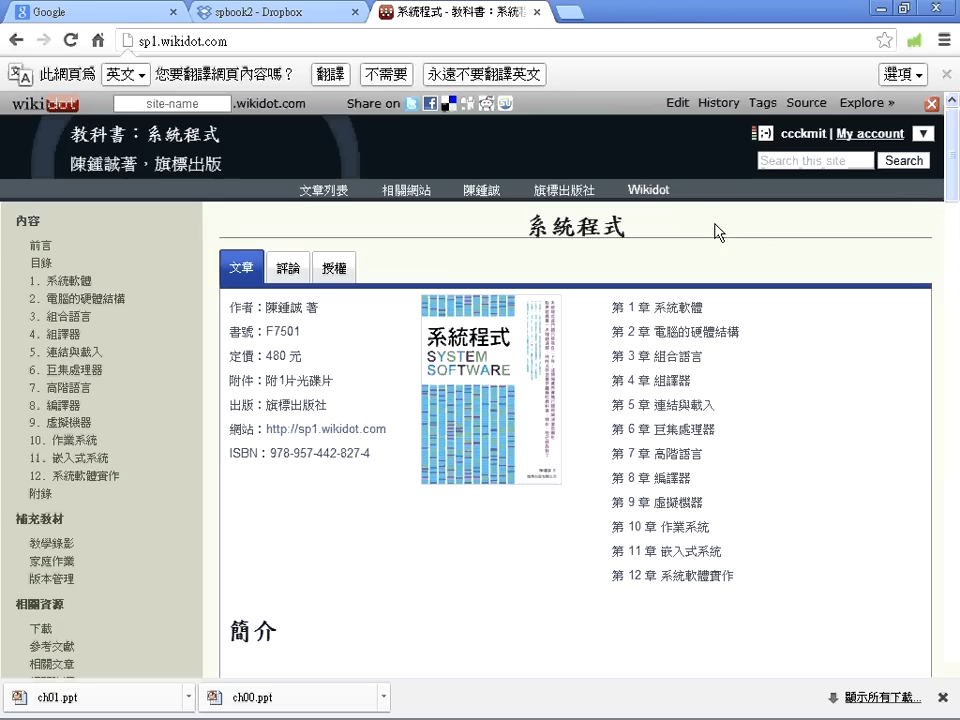 Google
spbook2 - Dropbox
系統程式 - 教科書：系統
sp1.wikidot.com
此網頁為 英文 您要翻譯網頁內容嗎？ 翻譯 不需要 永遠不要翻譯英文 選項
wikidot site-name .wikidot.com Share on Edit History Tags Source Explore »
教科書：系統程式
陳鍾誠著，旗標出版
ccckmit | My account
Search this site Search
文章列表 相關網站 陳鍾誠 旗標出版社 Wikidot
內容
前言
目錄
1. 系統軟體
2. 電腦的硬體結構
3. 組合語言
4. 組譯器
5. 連結與載入
6. 巨集處理器
7. 高階語言
8. 編譯器
9. 虛擬機器
10. 作業系統
11. 嵌入式系統
12. 系統軟體實作
附錄
補充教材
教學錄影
家庭作業
版本管理
相關資源
下載
參考文獻
相關文章
系統程式
文章 評論 授權
作者：陳鍾誠 著
書號：F7501
定價：480 元
附件：附1片光碟片
出版：旗標出版社
網站：http://sp1.wikidot.com
ISBN：978-957-442-827-4
系統程式
SYSTEM
SOFTWARE
第 1 章 系統軟體
第 2 章 電腦的硬體結構
第 3 章 組合語言
第 4 章 組譯器
第 5 章 連結與載入
第 6 章 巨集處理器
第 7 章 高階語言
第 8 章 編譯器
第 9 章 虛擬機器
第 10 章 作業系統
第 11 章 嵌入式系統
第 12 章 系統軟體實作
簡介
ch01.ppt
ch00.ppt
顯示所有下載...